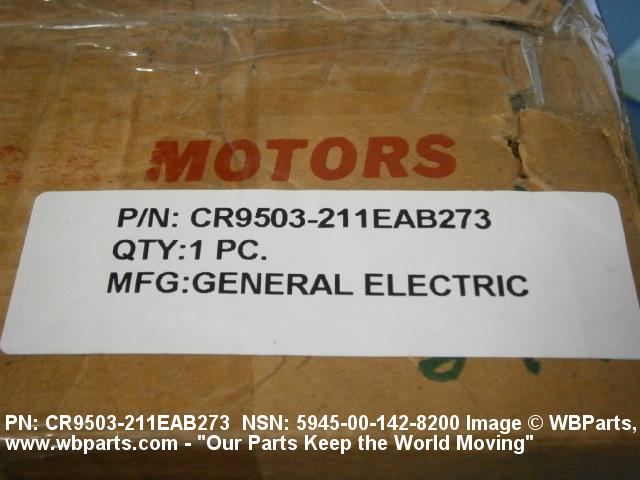 MOTORS
P/N: CR9503-211EAB273
QTY:1 PC.
MFG:GENERAL ELECTRIC
PN: CR9503-211EAB273 NSN: 5945-00-142-8200 Image © WBParts,
www.wbparts.com - "Our Parts Keep the World Moving"